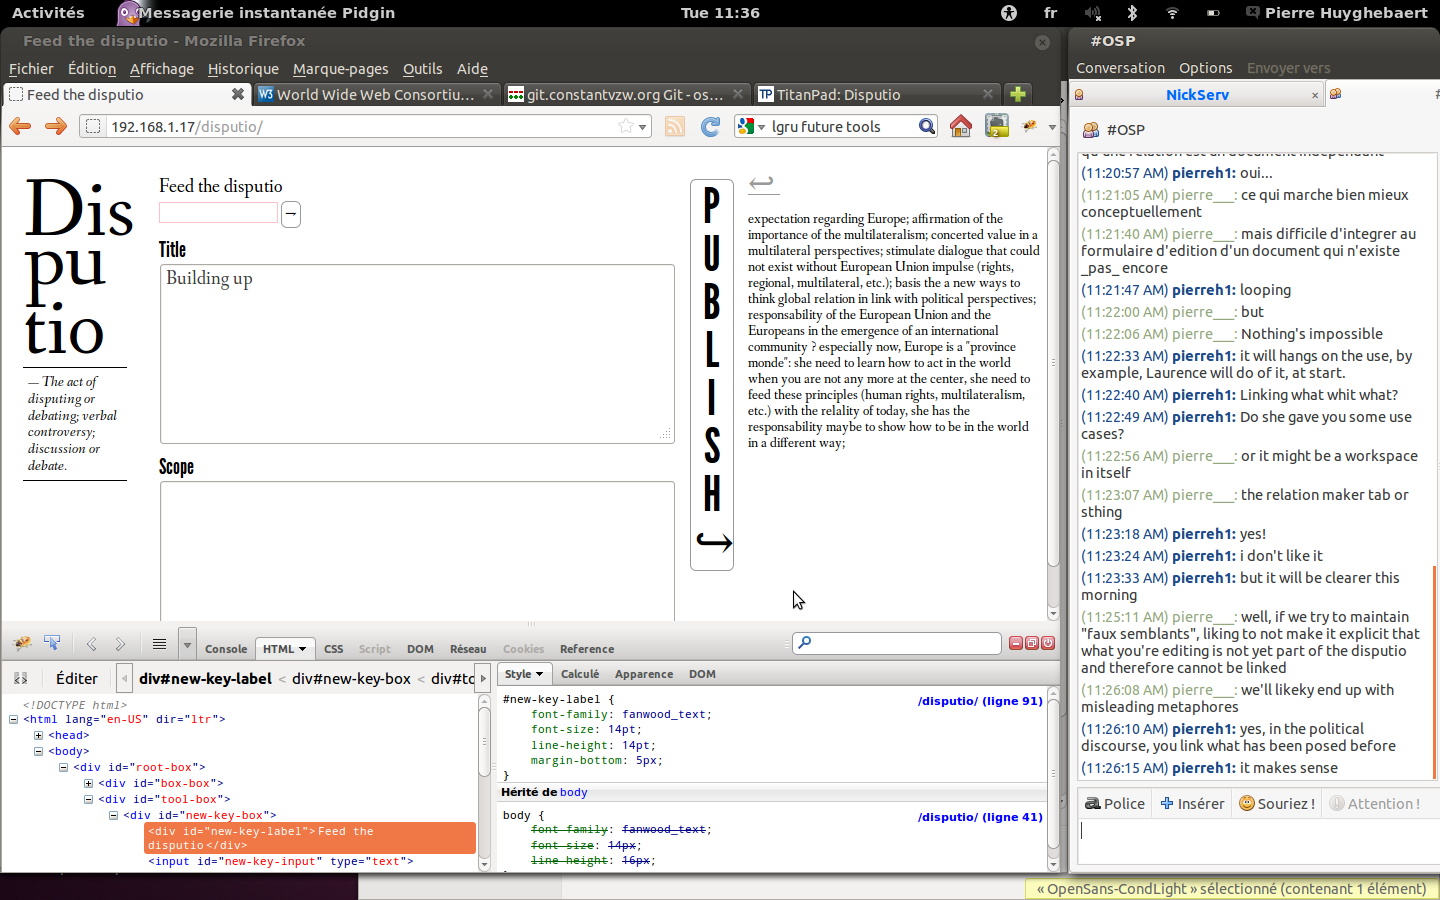 Activités
Messagerie instantanée Pidgin
Tue 11:36
fr
Pierre Huyghebaert
Feed the disputio - Mozilla Firefox
Fichier Édition Affichage Historique Marque-pages Outils Aide
Feed the disputio
W3 World Wide Web Consortiu...
git.constantvzw.org Git - os...
TP TitanPad: Disputio
192.168.1.17/disputio/
lgru future tools
2
Dis
pu
tio
— The act of
disputing or
debating; verbal
controversy;
discussion or
debate.
Feed the disputio
→
Title
Building up
Scope
P
U
B
L
I
S
H
↪
↩
expectation regarding Europe; affirmation of the
importance of the multilateralism; concerted value in a
multilateral perspectives; stimulate dialogue that could
not exist without European Union impulse (rights,
regional, multilateral, etc.); basis the a new ways to
think global relation in link with political perspectives;
responsability of the European Union and the
Europeans in the emergence of an international
community ? especially now, Europe is a "province
monde": she need to learn how to act in the world
when you are not any more at the center, she need to
feed these principles (human rights, multilateralism,
etc.) with the relality of today, she has the
responsability maybe to show how to be in the world
in a different way;
Console HTML CSS Script DOM Réseau Cookies Reference
Éditer div#new-key-label < div#new-key-box < div#to
<!DOCTYPE html>
<html lang="en-US" dir="ltr">
<head>
<body>
<div id="root-box">
<div id="box-box">
<div id="tool-box">
<div id="new-key-box">
<div id="new-key-label">Feed the
disputio</div>
<input id="new-key-input" type="text">
Style Calculé Apparence DOM
#new-key-label { /disputio/ (ligne 91)
font-family: fanwood_text;
font-size: 14pt;
line-height: 14pt;
margin-bottom: 5px;
}
Hérité de body
body { /disputio/ (ligne 41)
font-family: fanwood_text;
font-size: 14px;
line-height: 16px;
#OSP
Conversation Options Envoyer vers
NickServ
#OSP
qu'une relation est un document indépendant
(11:20:57 AM) pierreh1: oui...
(11:21:05 AM) pierre___: ce qui marche bien mieux
conceptuellement
(11:21:40 AM) pierre___: mais difficile d'integrer au
formulaire d'edition d'un document qui n'existe
_pas_ encore
(11:21:47 AM) pierreh1: looping
(11:22:00 AM) pierre___: but
(11:22:06 AM) pierre___: Nothing's impossible
(11:22:33 AM) pierreh1: it will hangs on the use, by
example, Laurence will do of it, at start.
(11:22:40 AM) pierreh1: Linking what whit what?
(11:22:49 AM) pierreh1: Do she gave you some use
cases?
(11:22:56 AM) pierre___: or it might be a workspace
in itself
(11:23:07 AM) pierre___: the relation maker tab or
sthing
(11:23:18 AM) pierreh1: yes!
(11:23:24 AM) pierreh1: i don't like it
(11:23:33 AM) pierreh1: but it will be clearer this
morning
(11:25:11 AM) pierre___: well, if we try to maintain
"faux semblants", liking to not make it explicit that
what you're editing is not yet part of the disputio
and therefore cannot be linked
(11:26:08 AM) pierre___: we'll likeky end up with
misleading metaphores
(11:26:10 AM) pierreh1: yes, in the political
discourse, you link what has been posed before
(11:26:15 AM) pierreh1: it makes sense
Police Insérer Souriez ! Attention !
« OpenSans-CondLight » sélectionné (contenant 1 élément)